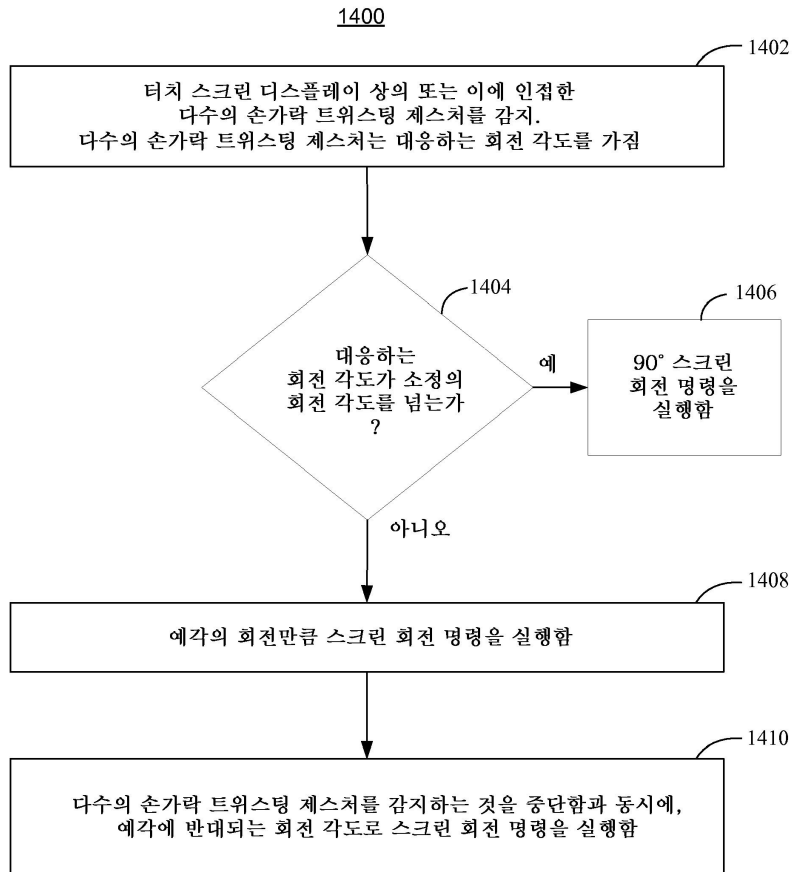 1400
1402
터치 스크린 디스플레이 상의 또는 이에 인접한
다수의 손가락 트위스팅 제스처를 감지.
다수의 손가락 트위스팅 제스처는 대응하는 회전 각도를 가짐
1404
1406
대응하는
회전 각도가 소정의
회전 각도를 넘는가
?
예
90° 스크린
회전 명령을
실행함
아니오
1408
예각의 회전만큼 스크린 회전 명령을 실행함
1410
다수의 손가락 트위스팅 제스처를 감지하는 것을 중단함과 동시에,
예각에 반대되는 회전 각도로 스크린 회전 명령을 실행함